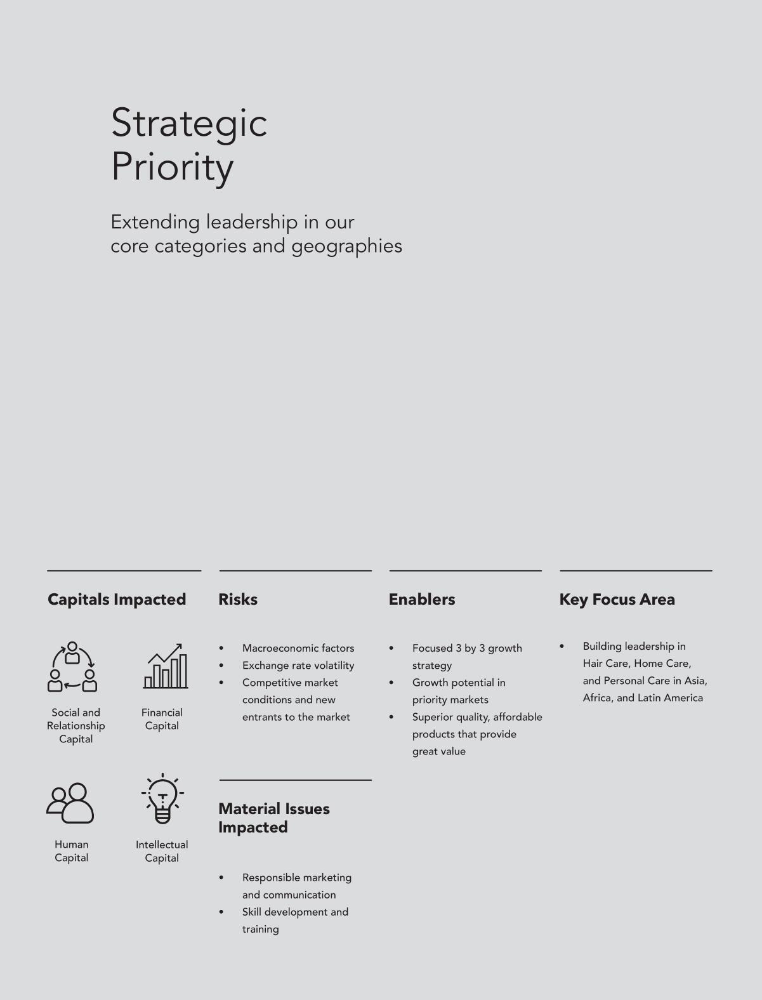 Strategic
Priority
Extending leadership in our
core categories and geographies
Capitals Impacted
Social and
Relationship
Capital
Financial
Capital
Human
Capital
Intellectual
Capital
Risks
• Macroeconomic factors
• Exchange rate volatility
• Competitive market
conditions and new
entrants to the market
Material Issues
Impacted
• Responsible marketing
and communication
• Skill development and
training
Enablers
• Focused 3 by 3 growth
strategy
• Growth potential in
priority markets
• Superior quality, affordable
products that provide
great value
Key Focus Area
• Building leadership in
Hair Care, Home Care,
and Personal Care in Asia,
Africa, and Latin America